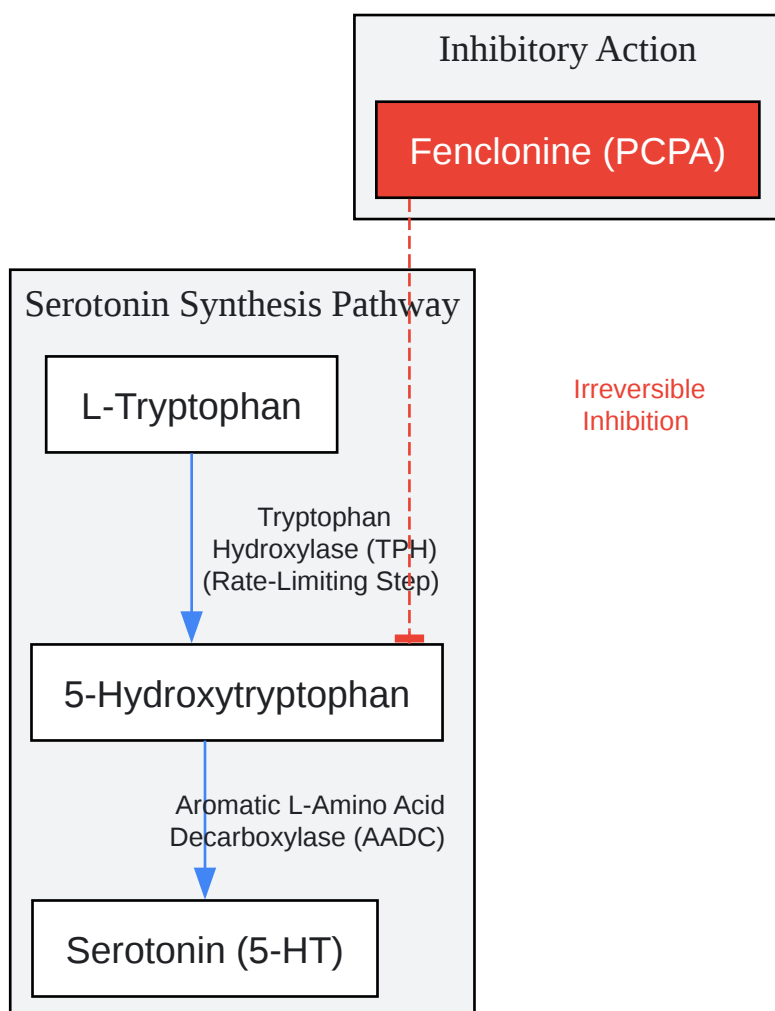 Inhibitory Action
Fenclonine (PCPA)
Serotonin Synthesis Pathway
L-Tryptophan
Irreversible
Inhibition
Tryptophan
Hydroxylase (TPH)
(Rate-Limiting Step)
5-Hydroxytryptophan
Aromatic L-Amino Acid
Decarboxylase (AADC)
Serotonin (5-HT)